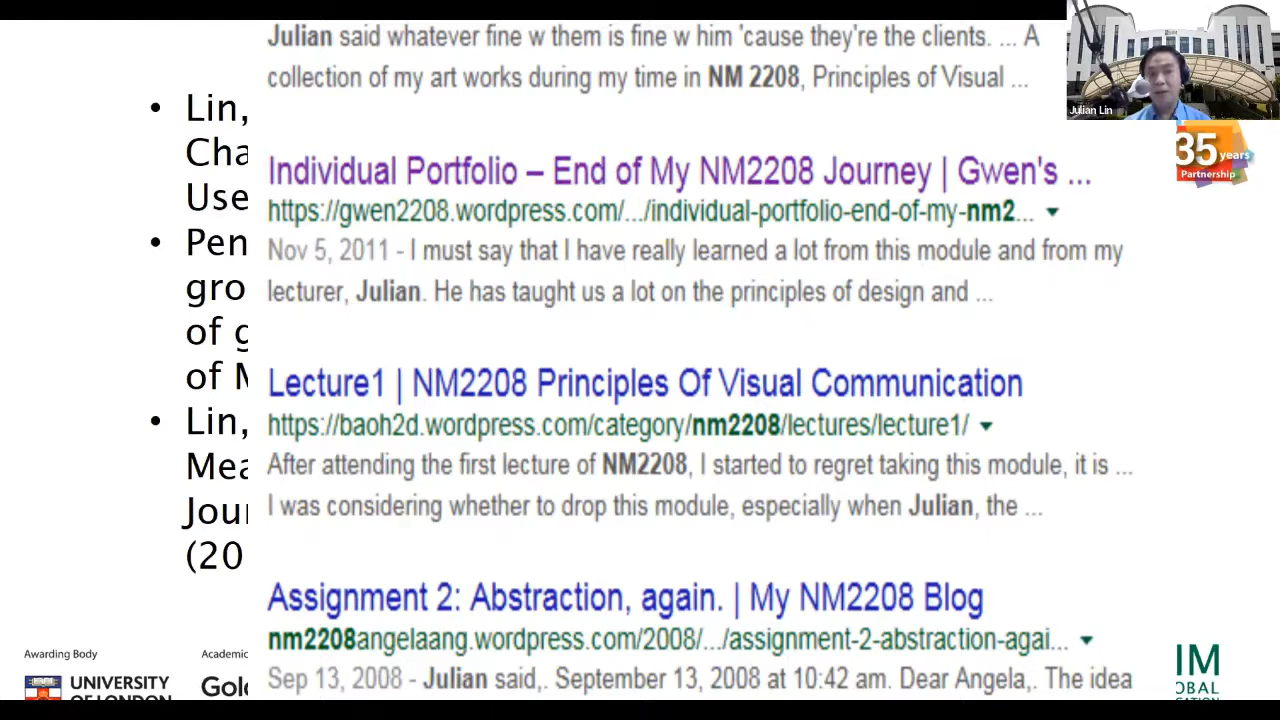 Julian said whatever fine w them is fine w him 'cause they're the clients. ... A
collection of my art works during my time in NM 2208, Principles of Visual ...
Julian Lin
35 years
Partnership
• Lin,
Cha
Use
• Pen
gro
of g
of M
• Lin,
Mea
Jour
(20
Individual Portfolio – End of My NM2208 Journey | Gwen's ...
https://gwen2208.wordpress.com/.../individual-portfolio-end-of-my-nm2...
Nov 5, 2011 - I must say that I have really learned a lot from this module and from my
lecturer, Julian. He has taught us a lot on the principles of design and ...
Lecture1 | NM2208 Principles Of Visual Communication
https://baoh2d.wordpress.com/category/nm2208/lectures/lecture1/
After attending the first lecture of NM2208, I started to regret taking this module, it is ...
I was considering whether to drop this module, especially when Julian, the ...
Assignment 2: Abstraction, again. | My NM2208 Blog
nm2208angelaang.wordpress.com/2008/.../assignment-2-abstraction-agai...
Sep 13, 2008 - Julian said,. September 13, 2008 at 10:42 am. Dear Angela,. The idea
Awarding Body
UNIVERSITY
OF LONDON
Academic
Gol
IM
OBAL